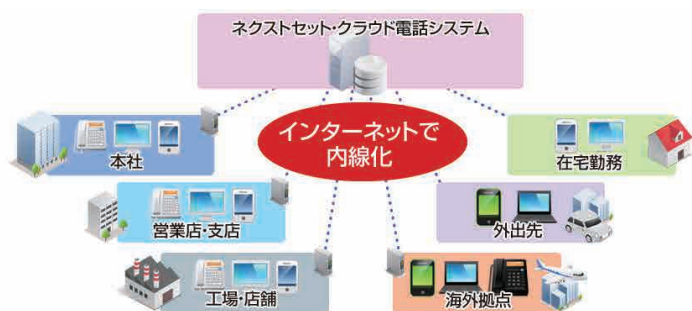 ネクストセット・クラウド電話システム
インターネットで
内線化
本社
在宅勤務
営業店・支店
外出先
工場・店舗
海外拠点